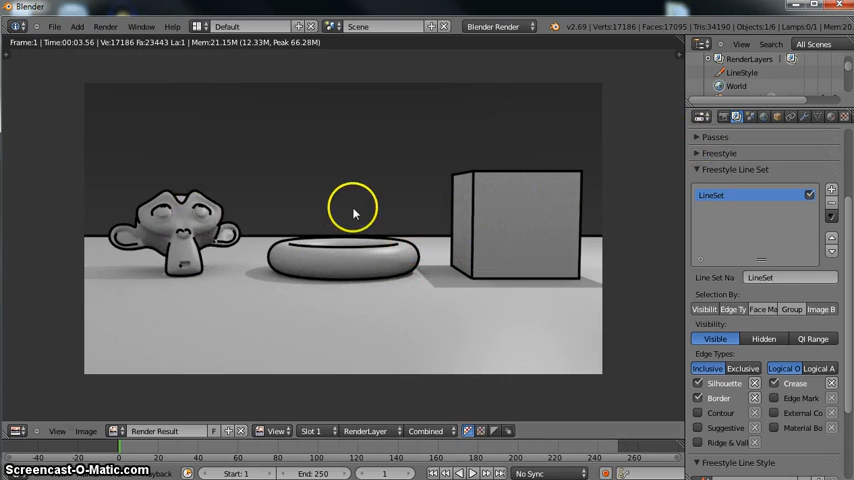 Blender
File Add Render Window Help Default Scene Blender Render v2.69 | Verts:17186 | Faces:17095 | Tris:34190 | Objects:1/6 | Lamps:0/1 |
Frame:1 | Time:00:03.56 | Ve:17186 Fa:23443 La:1 | Mem:21.15M (12.33M, Peak 66.28M)
View Search All Scenes
RenderLayers
LineStyle
World
Passes
Freestyle
Freestyle Line Set
LineSet
Line Set Na LineSet
Selection By:
Visibilit Edge Ty Face Ma Group Image B
Visibility:
Visible Hidden QI Range
Edge Types:
Inclusive Exclusive Logical O Logical A
Silhouette Crease
Border Edge Mark
Contour External Co
Suggestive Material Bo
Ridge & Vall
Freestyle Line Style
View Image Render Result F View Slot 1 RenderLayer Combined
0 20 40 60 80 100 120 140 160 180 200 220 240 260
Screencast-O-Matic.com Playback Start: 1 End: 250 1 No Sync